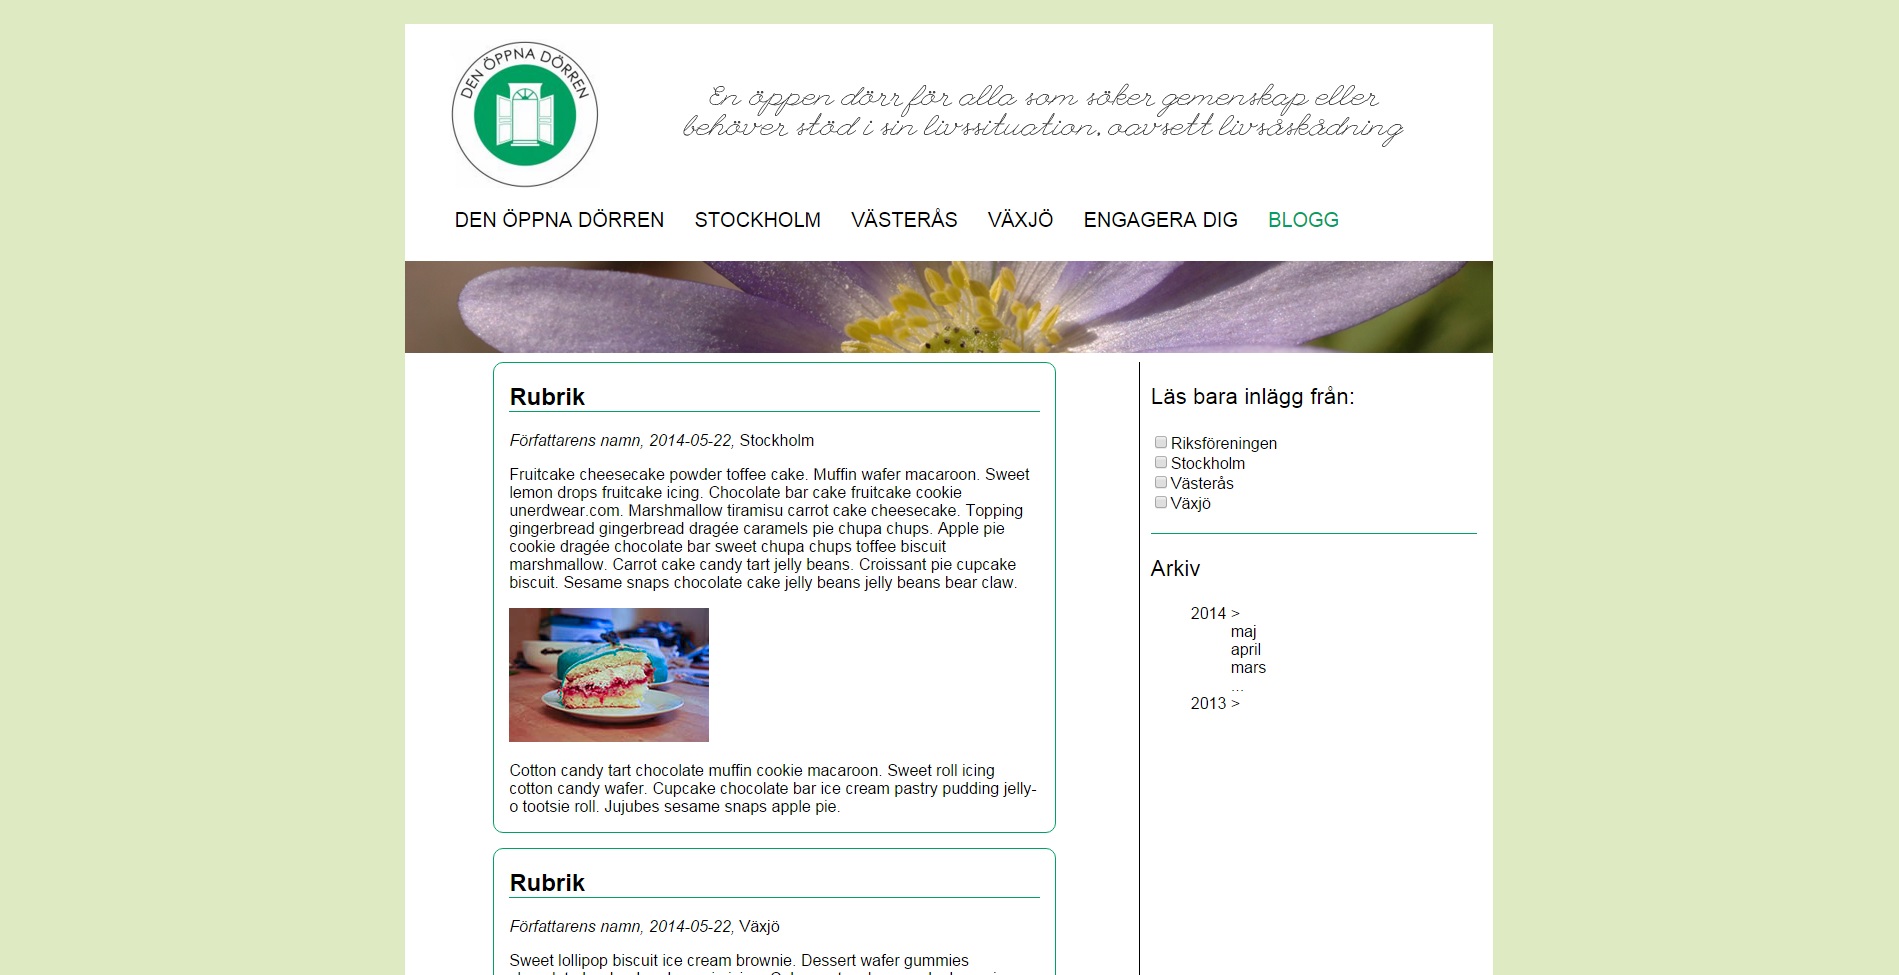 DEN ÖPPNA DÖRREN
En öppen dörr för alla som söker gemenskap eller
behöver stöd i sin livssituation, oavsett livsåskådning
DEN ÖPPNA DÖRREN STOCKHOLM VÄSTERÅS VÄXJÖ ENGAGERA DIG BLOGG
Rubrik
Författarens namn, 2014-05-22, Stockholm
Fruitcake cheesecake powder toffee cake. Muffin wafer macaroon. Sweet
lemon drops fruitcake icing. Chocolate bar cake fruitcake cookie
unerdwear.com. Marshmallow tiramisu carrot cake cheesecake. Topping
gingerbread gingerbread dragée caramels pie chupa chups. Apple pie
cookie dragée chocolate bar sweet chupa chups toffee biscuit
marshmallow. Carrot cake candy tart jelly beans. Croissant pie cupcake
biscuit. Sesame snaps chocolate cake jelly beans jelly beans bear claw.
Cotton candy tart chocolate muffin cookie macaroon. Sweet roll icing
cotton candy wafer. Cupcake chocolate bar ice cream pastry pudding jelly-
o tootsie roll. Jujubes sesame snaps apple pie.
Rubrik
Författarens namn, 2014-05-22, Växjö
Sweet lollipop biscuit ice cream brownie. Dessert wafer gummies
Läs bara inlägg från:
Riksföreningen
Stockholm
Västerås
Växjö
Arkiv
2014 >
maj
april
mars
...
2013 >